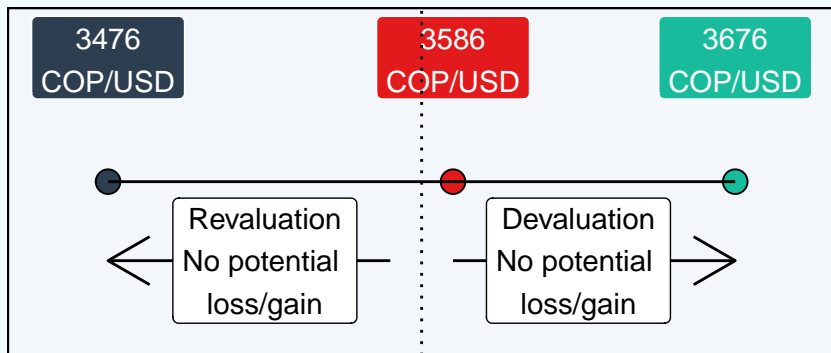 3476
COP/USD
3586
COP/USD
3676
COP/USD
Revaluation
No potential
loss/gain
Devaluation
No potential
loss/gain